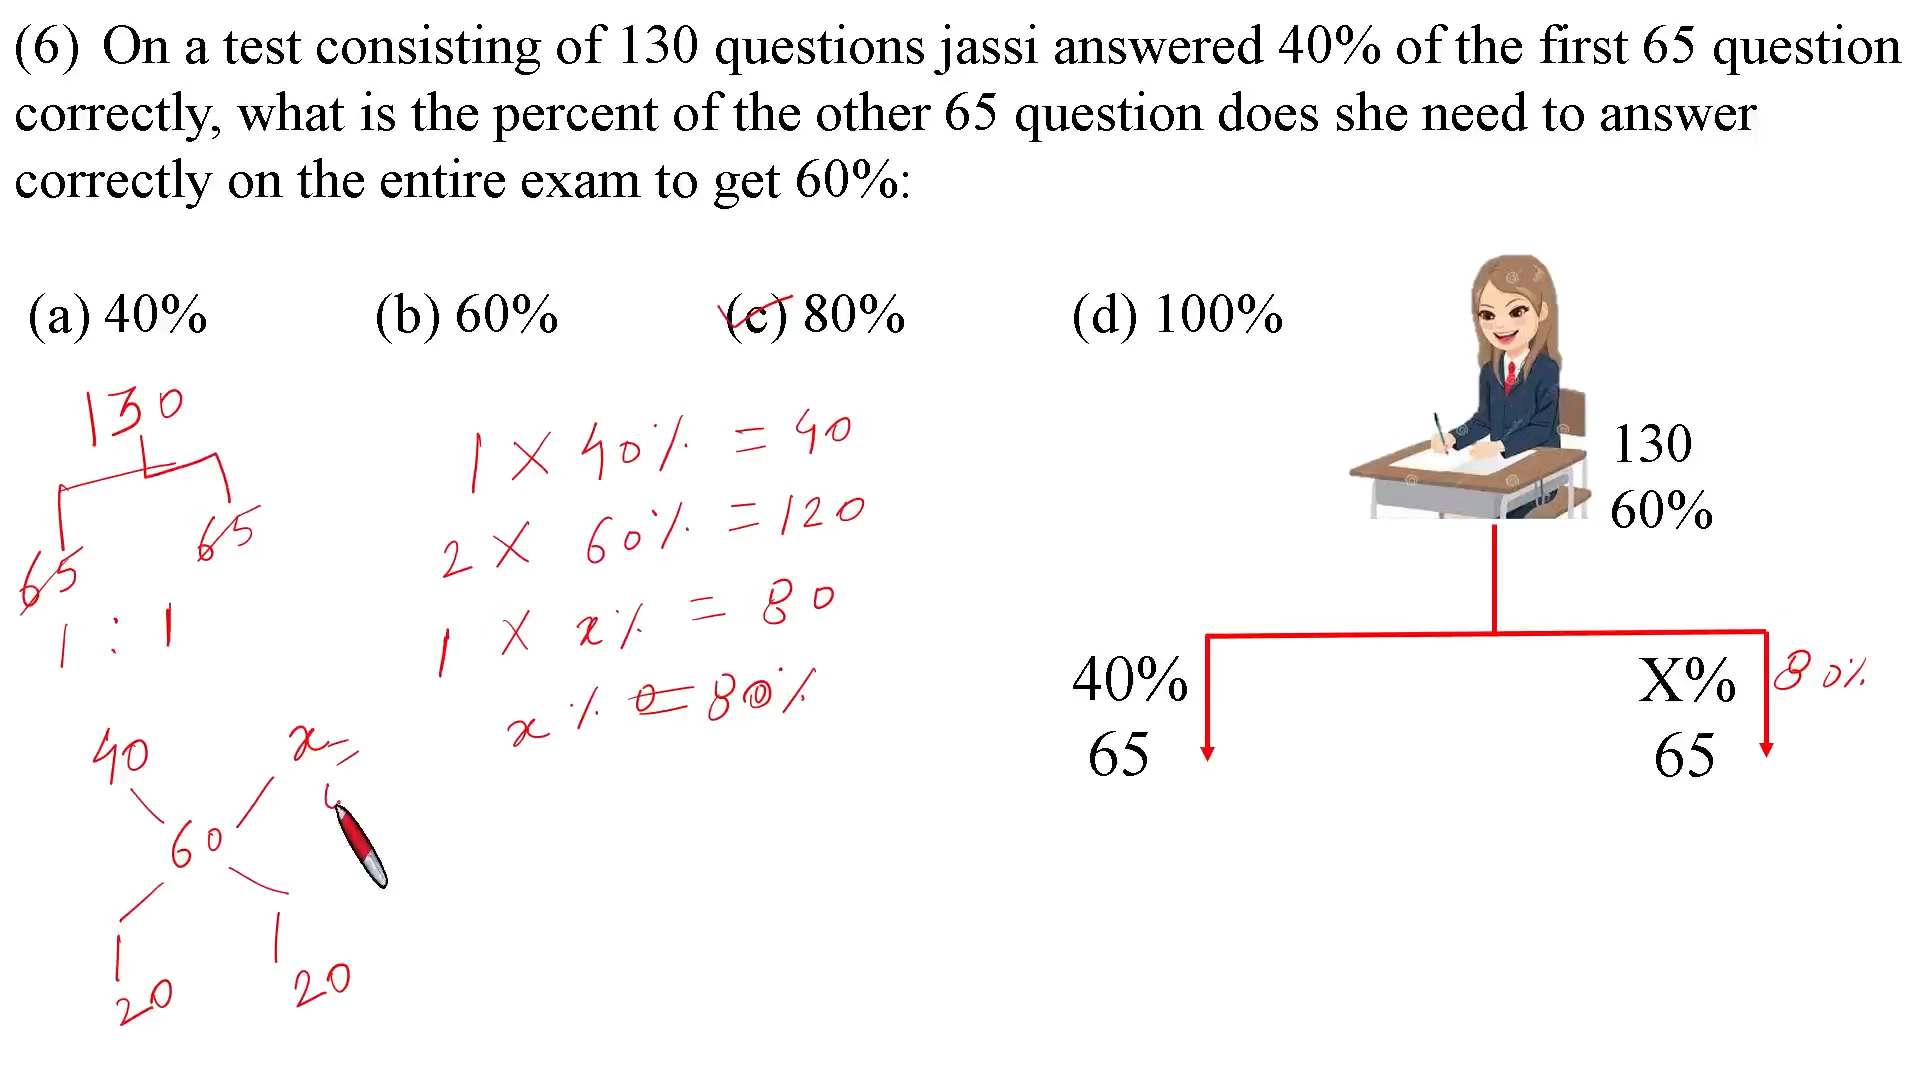 (6) On a test consisting of 130 questions jassi answered 40% of the first 65 question
correctly, what is the percent of the other 65 question does she need to answer
correctly on the entire exam to get 60%:
(a) 40% (b) 60% (c) 80% (d) 100%
130
65 65
1 : 1
1 × 40% = 40
2 × 60% = 120
1 × x% = 80
x% = 80%
40 x=
60
1 1
20 20
130
60%
40% X% 80%
65 65